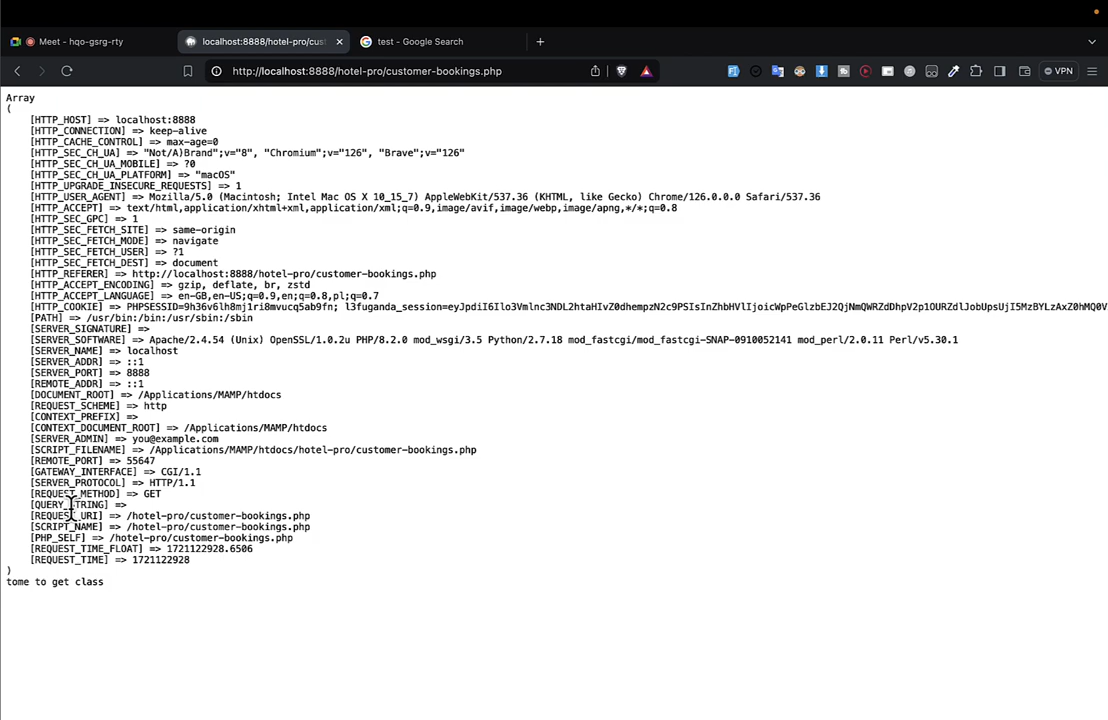 Meet - hqo-gsrg-rty
localhost:8888/hotel-pro/cus
test - Google Search
http://localhost:8888/hotel-pro/customer-bookings.php
VPN
Array
(
[HTTP_HOST] => localhost:8888
[HTTP_CONNECTION] => keep-alive
[HTTP_CACHE_CONTROL] => max-age=0
[HTTP_SEC_CH_UA] => "Not/A)Brand";v="8", "Chromium";v="126", "Brave";v="126"
[HTTP_SEC_CH_UA_MOBILE] => ?0
[HTTP_SEC_CH_UA_PLATFORM] => "macOS"
[HTTP_UPGRADE_INSECURE_REQUESTS] => 1
[HTTP_USER_AGENT] => Mozilla/5.0 (Macintosh; Intel Mac OS X 10_15_7) AppleWebKit/537.36 (KHTML, like Gecko) Chrome/126.0.0.0 Safari/537.36
[HTTP_ACCEPT] => text/html,application/xhtml+xml,application/xml;q=0.9,image/avif,image/webp,image/apng,*/*;q=0.8
[HTTP_SEC_GPC] => 1
[HTTP_SEC_FETCH_SITE] => same-origin
[HTTP_SEC_FETCH_MODE] => navigate
[HTTP_SEC_FETCH_USER] => ?1
[HTTP_SEC_FETCH_DEST] => document
[HTTP_REFERER] => http://localhost:8888/hotel-pro/customer-bookings.php
[HTTP_ACCEPT_ENCODING] => gzip, deflate, br, zstd
[HTTP_ACCEPT_LANGUAGE] => en-GB,en-US;q=0.9,en;q=0.8,pl;q=0.7
[HTTP_COOKIE] => PHPSESSID=9h36v6lh8mj1ri8mvucq5ab9fn;
[PATH] => /usr/bin:/bin:/usr/sbin:/sbin
[SERVER_SIGNATURE] =>
[SERVER_SOFTWARE] => Apache/2.4.54 (Unix) OpenSSL/1.0.2u PHP/8.2.0 mod_wsgi/3.5 Python/2.7.18 mod_fastcgi/mod_fastcgi-SNAP-0910052141 mod_perl/2.0.11 Perl/v5.30.1
[SERVER_NAME] => localhost
[SERVER_ADDR] => ::1
[SERVER_PORT] => 8888
[REMOTE_ADDR] => ::1
[DOCUMENT_ROOT] => /Applications/MAMP/htdocs
[REQUEST_SCHEME] => http
[CONTEXT_PREFIX] =>
[CONTEXT_DOCUMENT_ROOT] => /Applications/MAMP/htdocs
[SERVER_ADMIN] => you@example.com
[SCRIPT_FILENAME] => /Applications/MAMP/htdocs/hotel-pro/customer-bookings.php
[REMOTE_PORT] => 55647
[GATEWAY_INTERFACE] => CGI/1.1
[SERVER_PROTOCOL] => HTTP/1.1
[REQUEST_METHOD] => GET
[QUERY_STRING] =>
[REQUEST_URI] => /hotel-pro/customer-bookings.php
[SCRIPT_NAME] => /hotel-pro/customer-bookings.php
[PHP_SELF] => /hotel-pro/customer-bookings.php
[REQUEST_TIME_FLOAT] => 1721122928.6506
[REQUEST_TIME] => 1721122928
)
tome to get class